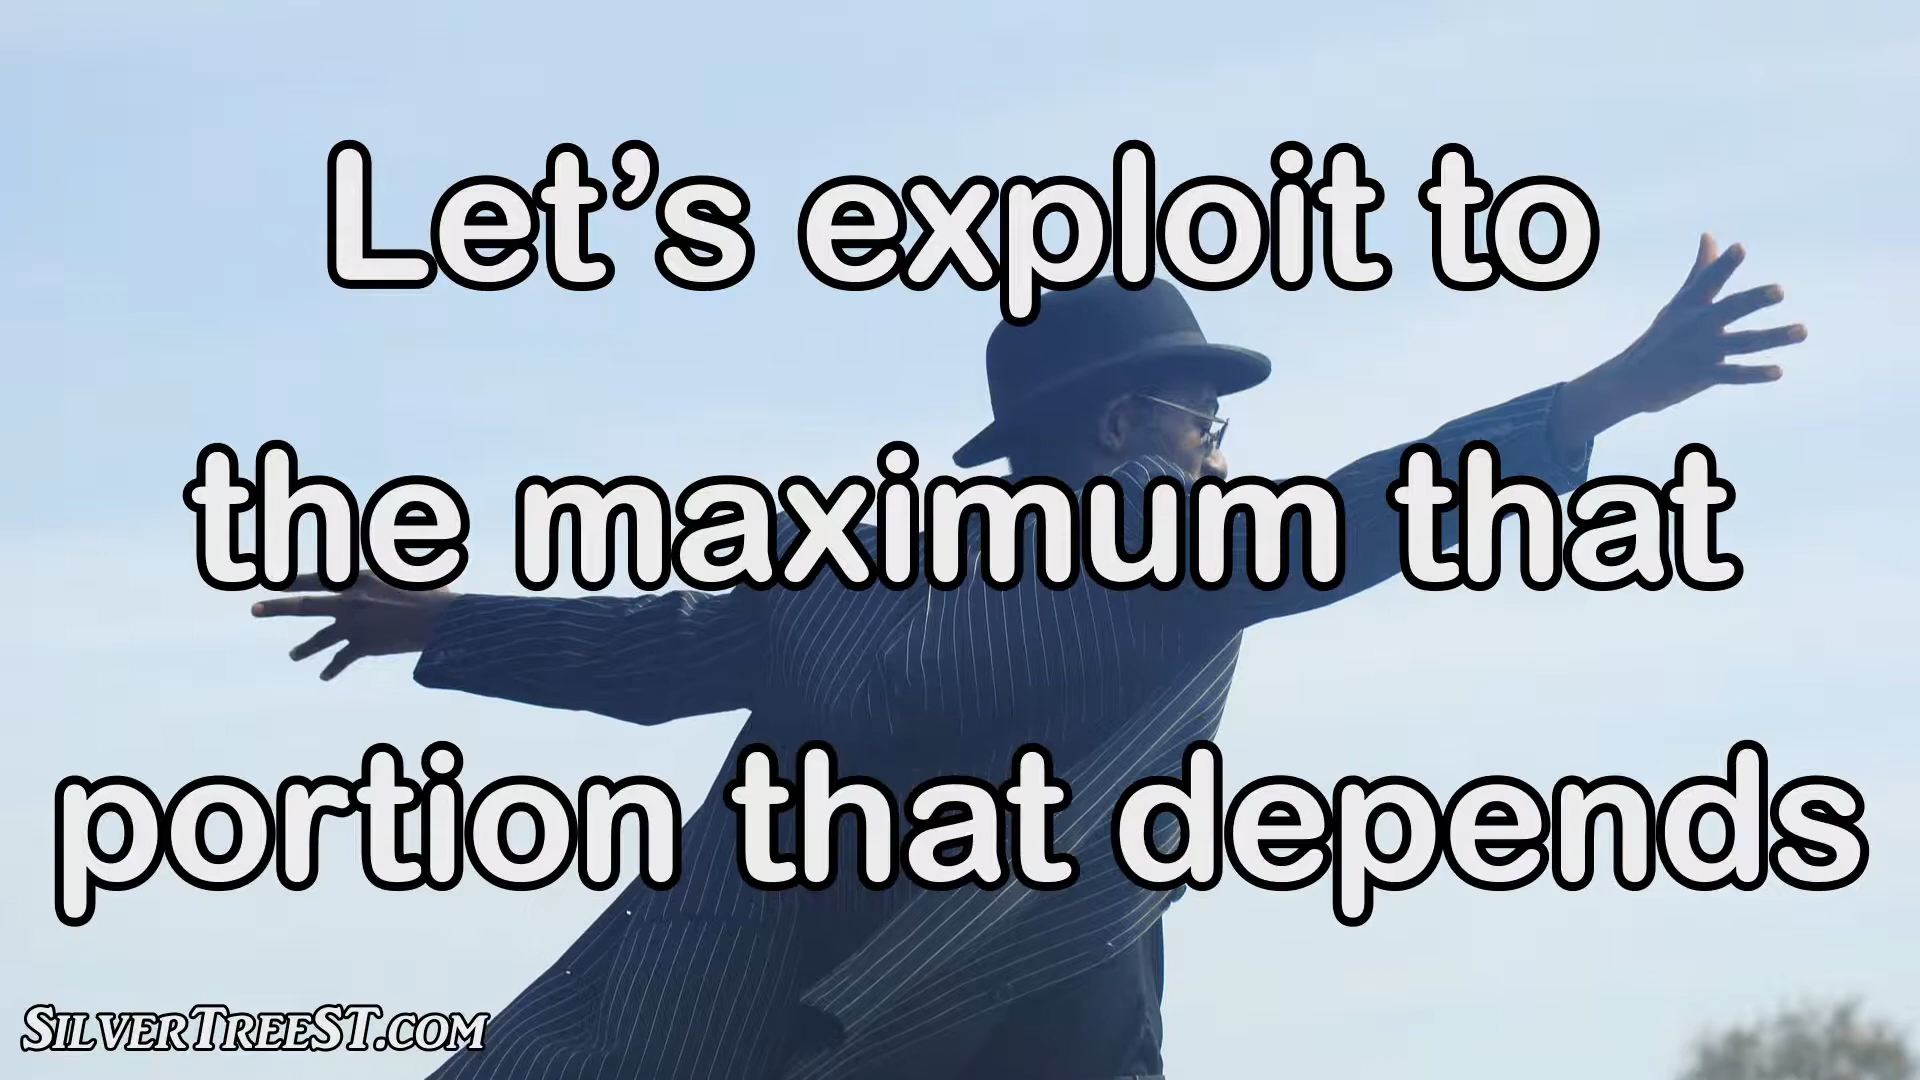 Let’s exploit to
the maximum that
portion that depends
SILVERTREEST.COM